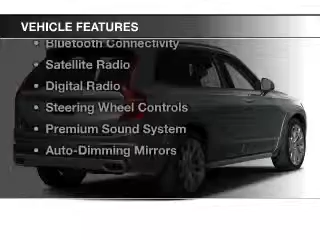 VEHICLE FEATURES
• Bluetooth Connectivity
• Satellite Radio
• Digital Radio
• Steering Wheel Controls
• Premium Sound System
• Auto-Dimming Mirrors